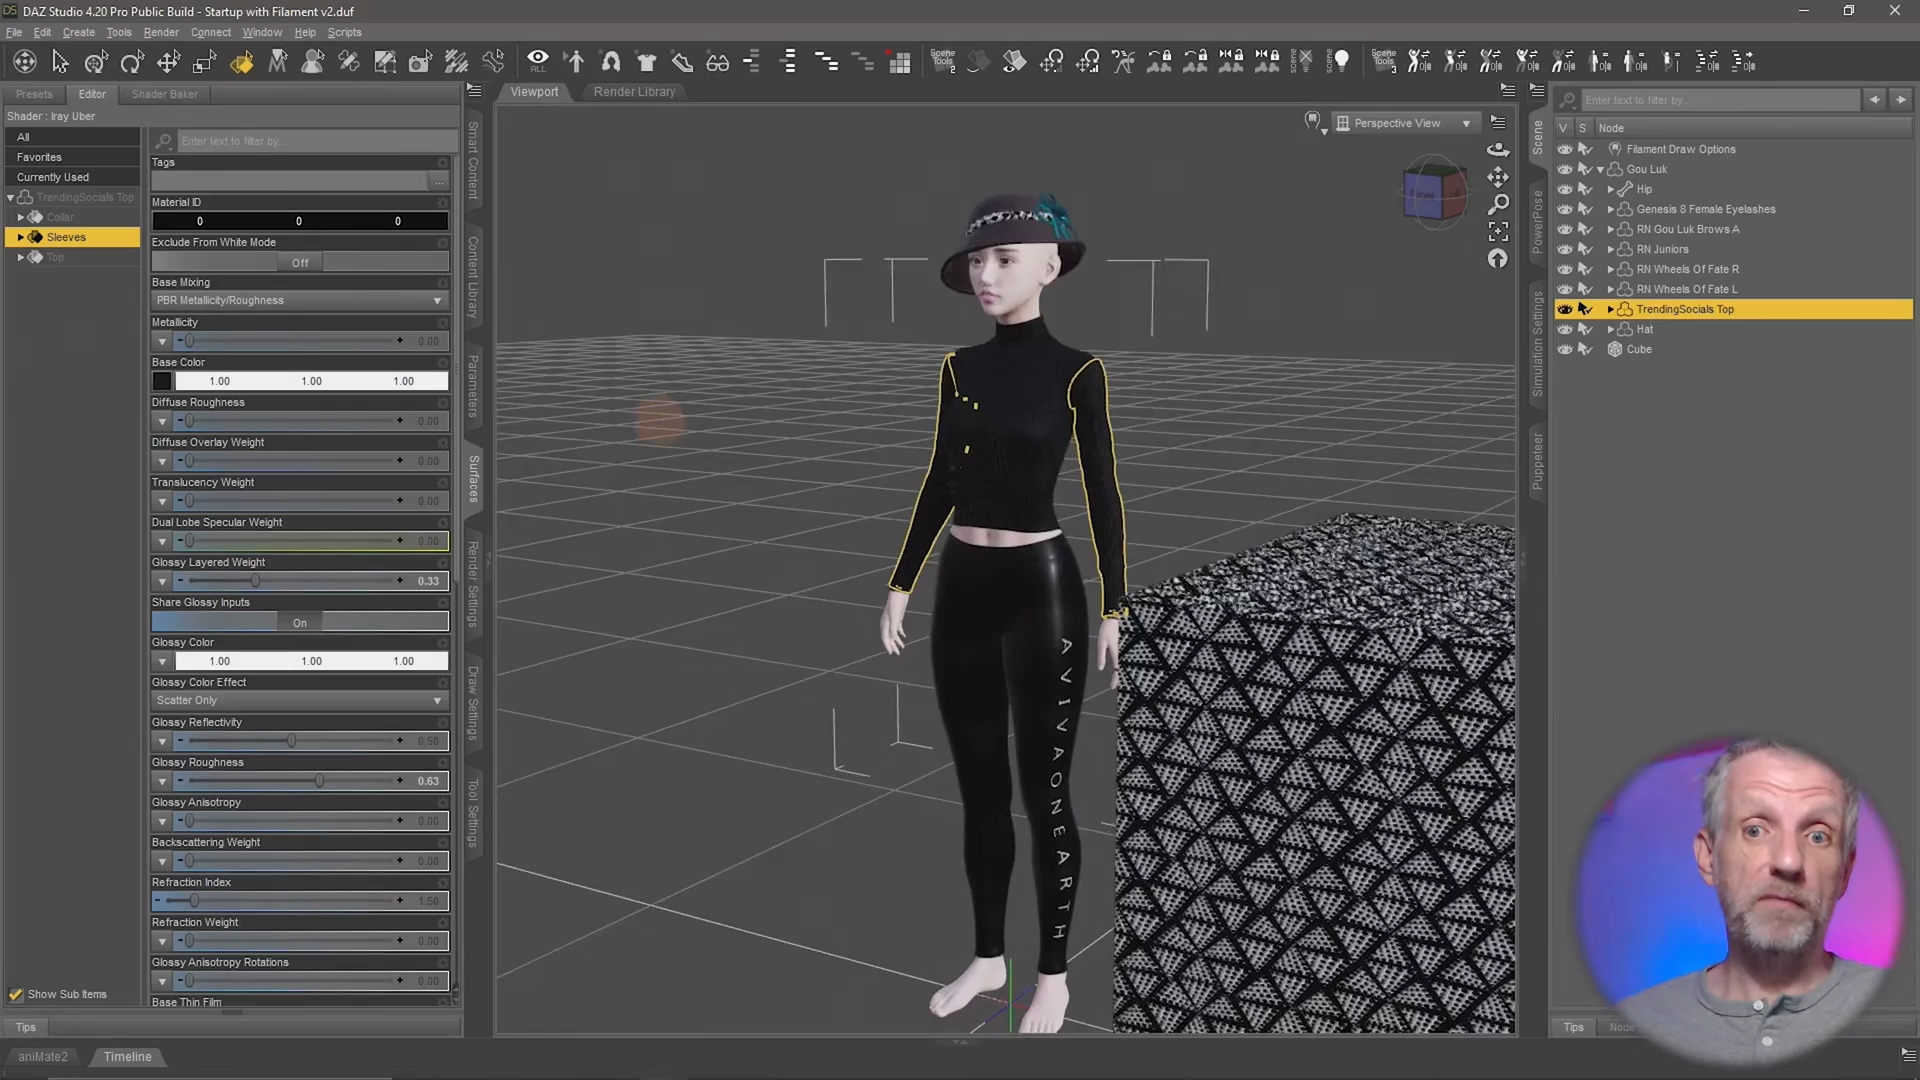 DAZ Studio 4.20 Pro Public Build - Startup with Filament v2.duf
File Edit Create Tools Render Connect Window Help Scripts
Presets Editor Shader Baker
Shader : Iray Uber
All
Favorites
Currently Used
TrendingSocials Top
Collar
Sleeves
Top
Enter text to filter by...
Tags
...
Material ID
0 0 0
Exclude From White Mode
Off
Base Mixing
PBR Metallicity/Roughness
Metallicity
0.00
Base Color
1.00 1.00 1.00
Diffuse Roughness
0.00
Diffuse Overlay Weight
0.00
Translucency Weight
0.00
Dual Lobe Specular Weight
0.00
Glossy Layered Weight
0.33
Share Glossy Inputs
On
Glossy Color
1.00 1.00 1.00
Glossy Color Effect
Scatter Only
Glossy Reflectivity
0.50
Glossy Roughness
0.63
Glossy Anisotropy
0.00
Backscattering Weight
0.00
Refraction Index
1.50
Refraction Weight
0.00
Glossy Anisotropy Rotations
0.00
Base Thin Film
Show Sub Items
Tips
aniMate2 Timeline
Smart Content
Content Library
Parameters
Surfaces
Render Settings
Draw Settings
Tool Settings
ALL
Scene Tools 2
Scene Tools 3
Viewport Render Library
Perspective View
AVIVAONEARTH
Scene
PowerPose
Simulation Settings
Puppeteer
Enter text to filter by...
V S Node
Filament Draw Options
Gou Luk
Hip
Genesis 8 Female Eyelashes
RN Gou Luk Brows A
RN Juniors
RN Wheels Of Fate R
RN Wheels Of Fate L
TrendingSocials Top
Hat
Cube
Tips